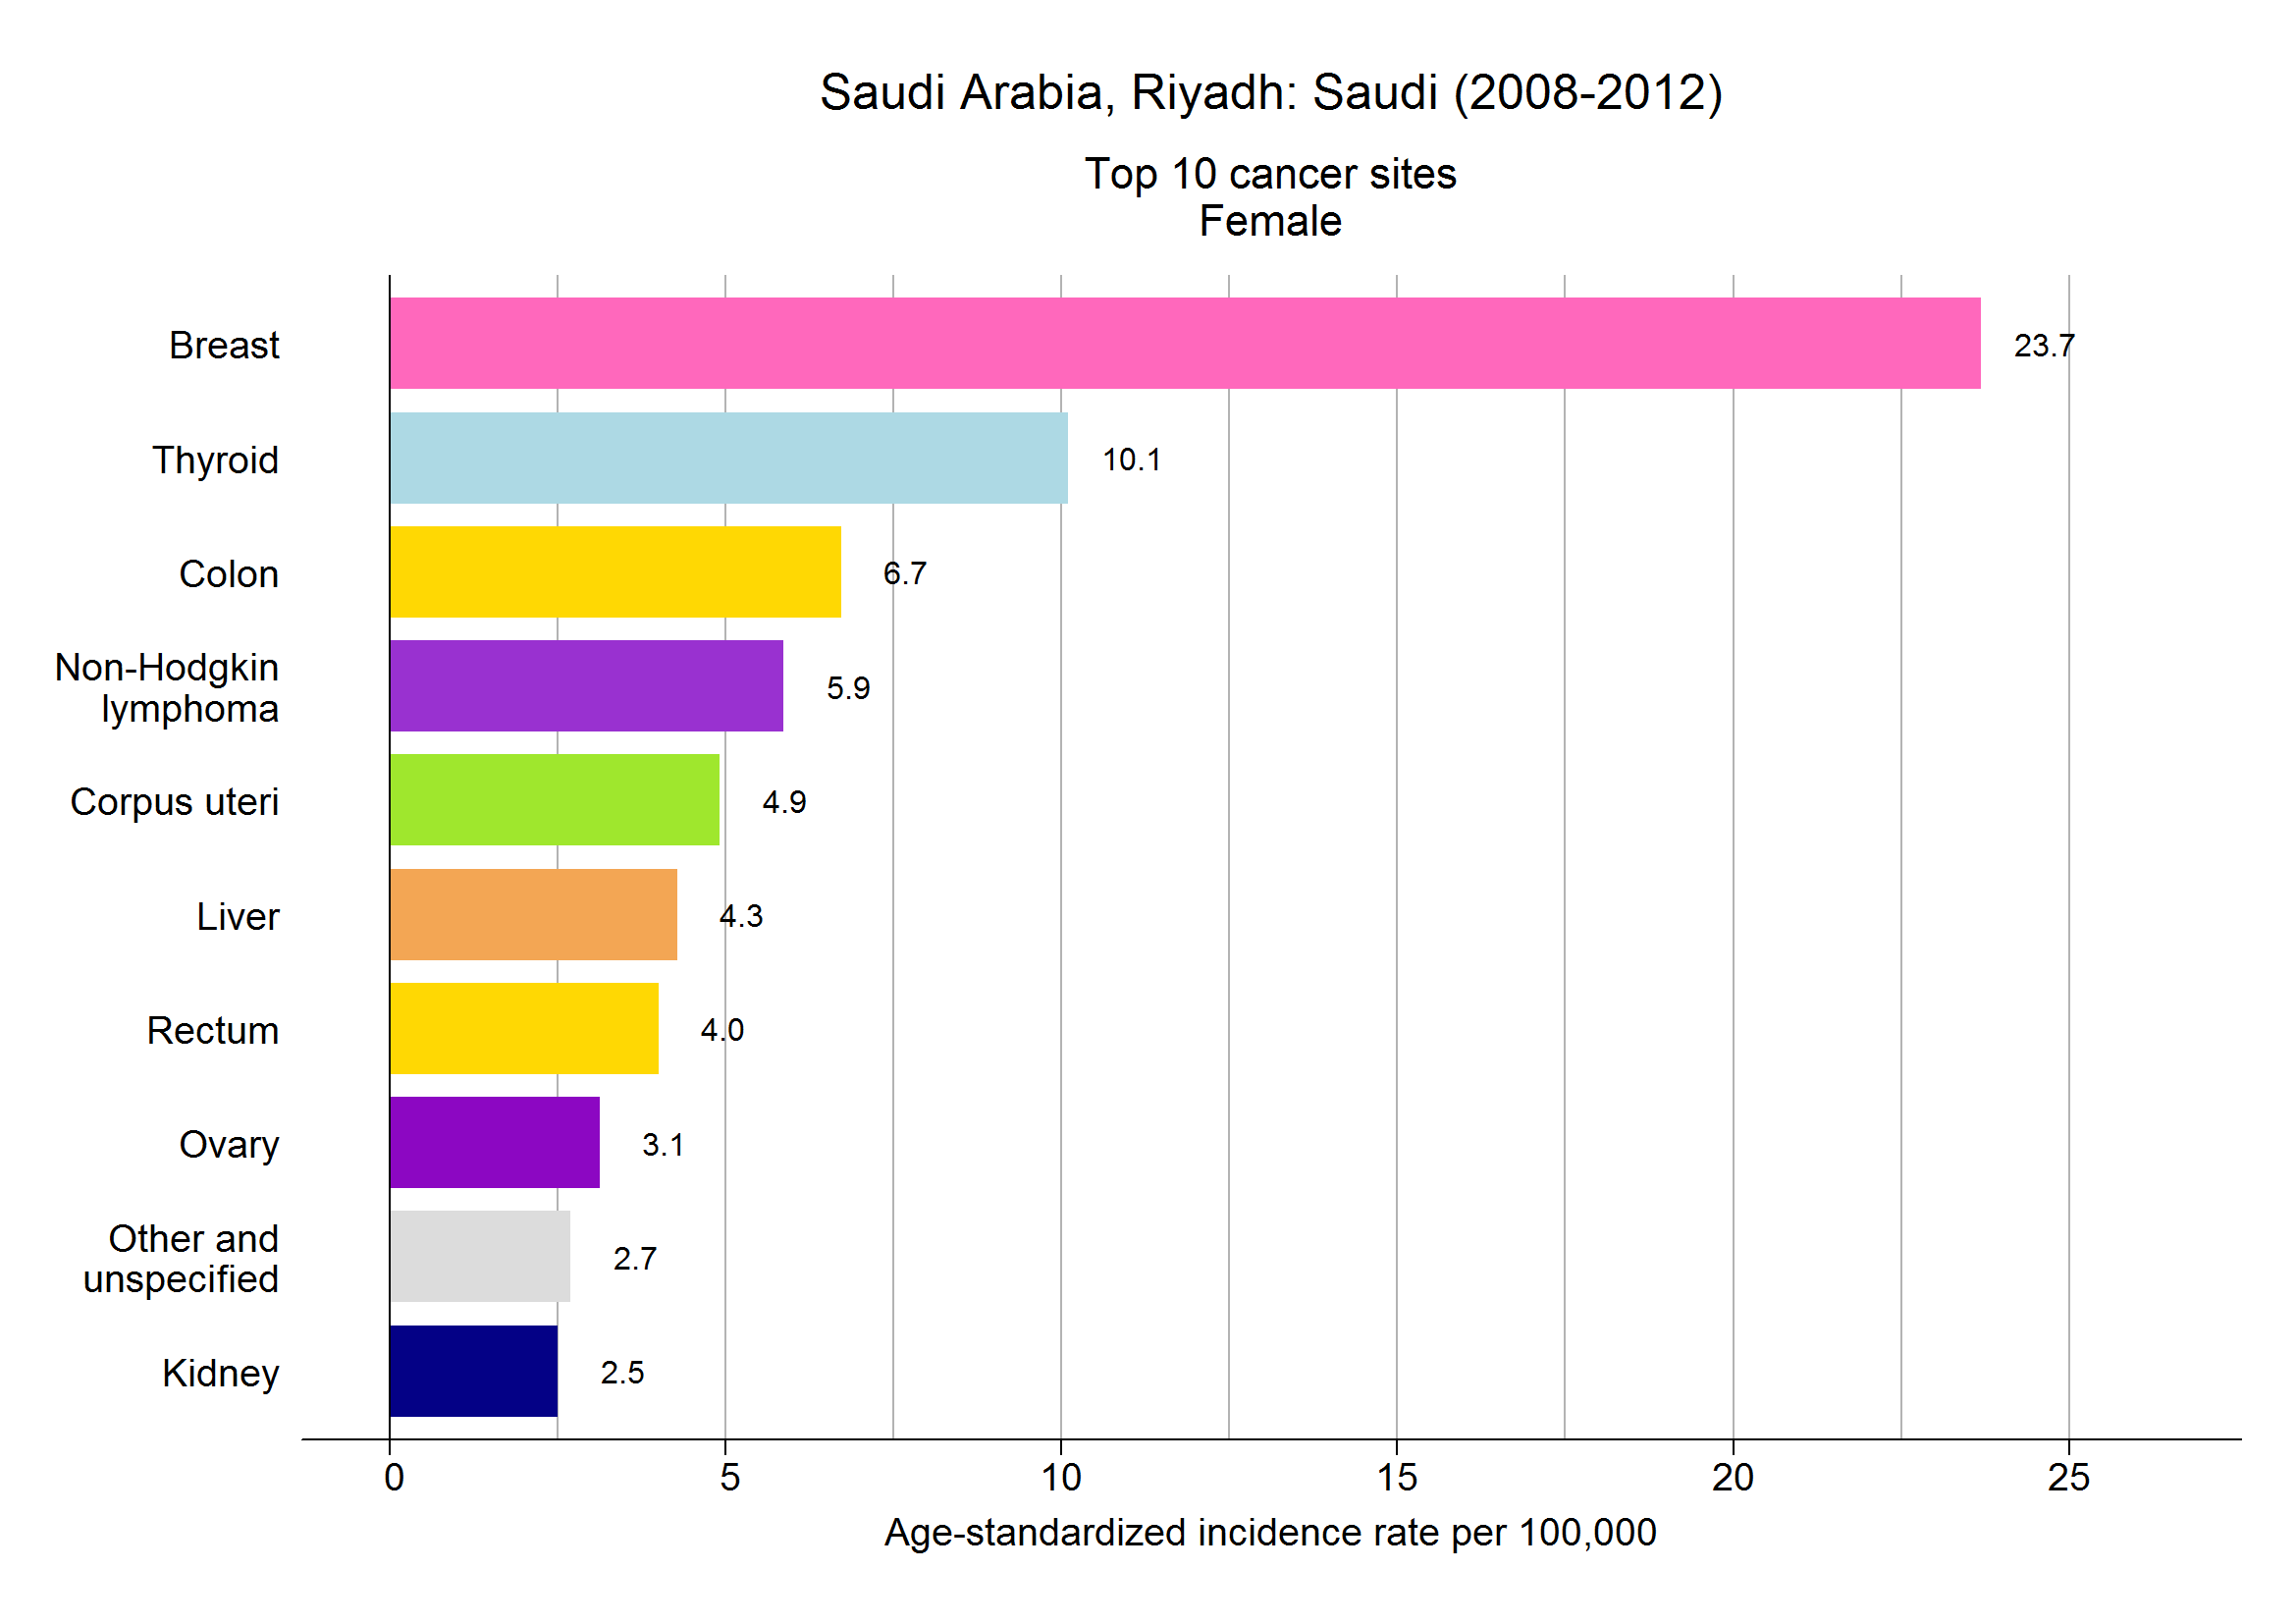 Saudi Arabia, Riyadh: Saudi (2008-2012)
Top 10 cancer sites
Female
Breast
23.7
Thyroid
10.1
Colon
6.7
Non-Hodgkin
lymphoma
5.9
Corpus uteri
4.9
Liver
4.3
Rectum
4.0
Ovary
3.1
Other and
unspecified
2.7
Kidney
2.5
0 5 10 15 20 25
Age-standardized incidence rate per 100,000